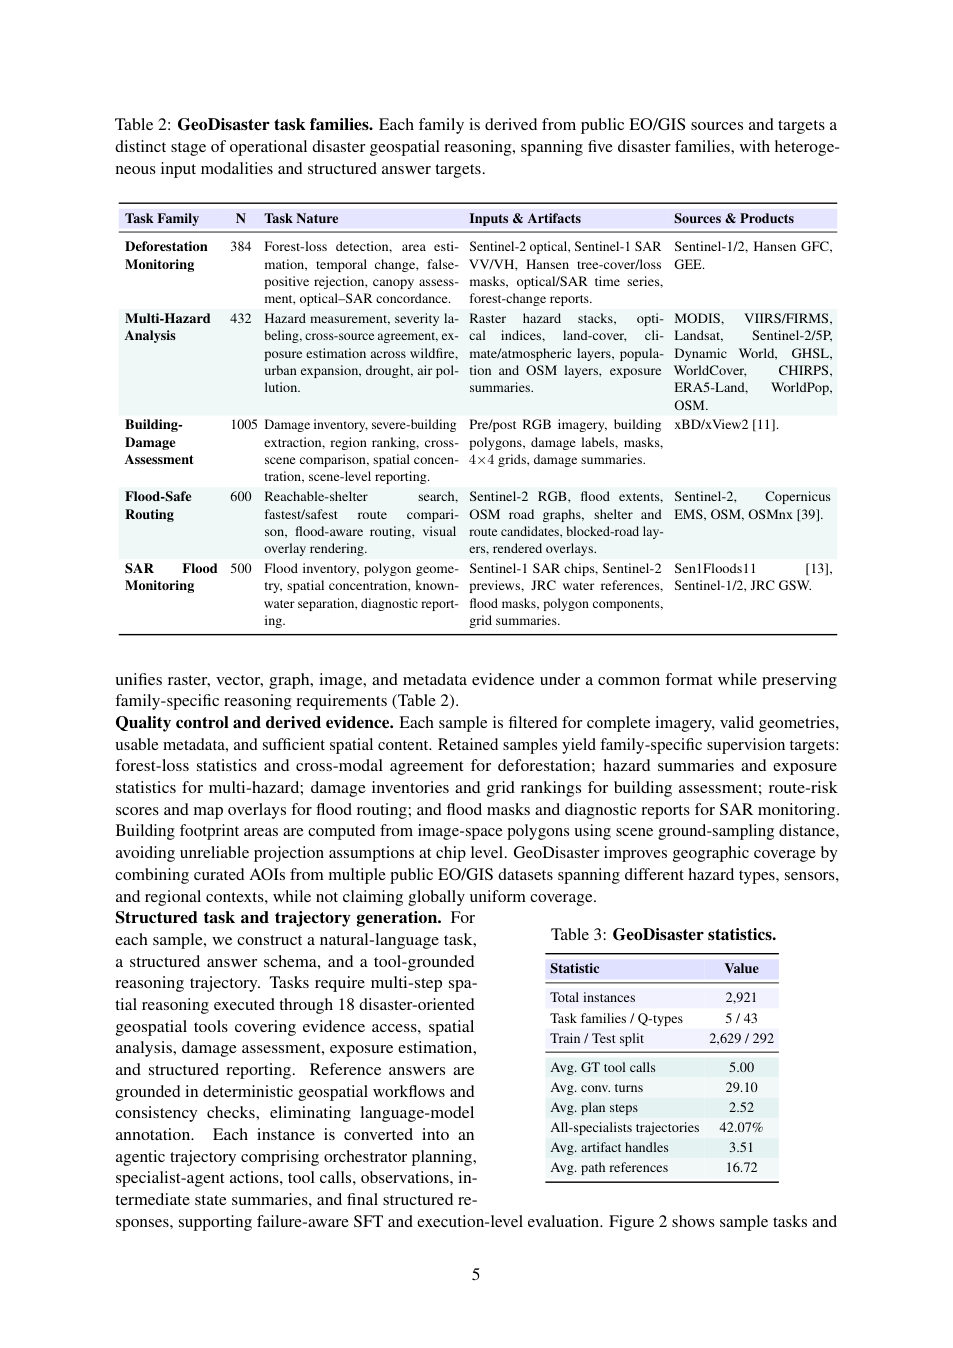 Table 2: GeoDisaster task families. Each family is derived from public EO/GIS sources and targets a
distinct stage of operational disaster geospatial reasoning, spanning five disaster families, with heteroge-
neous input modalities and structured answer targets.
Task Family N Task Nature Inputs & Artifacts Sources & Products
Deforestation 384 Forest-loss detection, area esti- Sentinel-2 optical, Sentinel-1 SAR Sentinel-1/2, Hansen GFC,
Monitoring mation, temporal change, false- VV/VH, Hansen tree-cover/loss GEE.
positive rejection, canopy assess- masks, optical/SAR time series,
ment, optical–SAR concordance. forest-change reports.
Multi-Hazard 432 Hazard measurement, severity la- Raster hazard stacks, opti- MODIS, VIIRS/FIRMS,
Analysis beling, cross-source agreement, ex- cal indices, land-cover, cli- Landsat, Sentinel-2/5P,
posure estimation across wildfire, mate/atmospheric layers, popula- Dynamic World, GHSL,
urban expansion, drought, air pol- tion and OSM layers, exposure WorldCover, CHIRPS,
lution. summaries. ERA5-Land, WorldPop,
OSM.
Building- 1005 Damage inventory, severe-building Pre/post RGB imagery, building xBD/xView2 [11].
Damage extraction, region ranking, cross- polygons, damage labels, masks,
Assessment scene comparison, spatial concen- 4×4 grids, damage summaries.
tration, scene-level reporting.
Flood-Safe 600 Reachable-shelter search, Sentinel-2 RGB, flood extents, Sentinel-2, Copernicus
Routing fastest/safest route compari- OSM road graphs, shelter and EMS, OSM, OSMnx [39].
son, flood-aware routing, visual route candidates, blocked-road lay-
overlay rendering. ers, rendered overlays.
SAR Flood 500 Flood inventory, polygon geome- Sentinel-1 SAR chips, Sentinel-2 Sen1Floods11 [13],
Monitoring try, spatial concentration, known- previews, JRC water references, Sentinel-1/2, JRC GSW.
water separation, diagnostic report- flood masks, polygon components,
ing. grid summaries.
unifies raster, vector, graph, image, and metadata evidence under a common format while preserving
family-specific reasoning requirements (Table 2).
Quality control and derived evidence. Each sample is filtered for complete imagery, valid geometries,
usable metadata, and sufficient spatial content. Retained samples yield family-specific supervision targets:
forest-loss statistics and cross-modal agreement for deforestation; hazard summaries and exposure
statistics for multi-hazard; damage inventories and grid rankings for building assessment; route-risk
scores and map overlays for flood routing; and flood masks and diagnostic reports for SAR monitoring.
Building footprint areas are computed from image-space polygons using scene ground-sampling distance,
avoiding unreliable projection assumptions at chip level. GeoDisaster improves geographic coverage by
combining curated AOIs from multiple public EO/GIS datasets spanning different hazard types, sensors,
and regional contexts, while not claiming globally uniform coverage.
Structured task and trajectory generation. For
each sample, we construct a natural-language task,
a structured answer schema, and a tool-grounded
reasoning trajectory. Tasks require multi-step spa-
tial reasoning executed through 18 disaster-oriented
geospatial tools covering evidence access, spatial
analysis, damage assessment, exposure estimation,
and structured reporting. Reference answers are
grounded in deterministic geospatial workflows and
consistency checks, eliminating language-model
annotation. Each instance is converted into an
agentic trajectory comprising orchestrator planning,
specialist-agent actions, tool calls, observations, in-
termediate state summaries, and final structured re-
sponses, supporting failure-aware SFT and execution-level evaluation. Figure 2 shows sample tasks and
Table 3: GeoDisaster statistics.
Statistic Value
Total instances 2,921
Task families / Q-types 5 / 43
Train / Test split 2,629 / 292
Avg. GT tool calls 5.00
Avg. conv. turns 29.10
Avg. plan steps 2.52
All-specialists trajectories 42.07%
Avg. artifact handles 3.51
Avg. path references 16.72
5